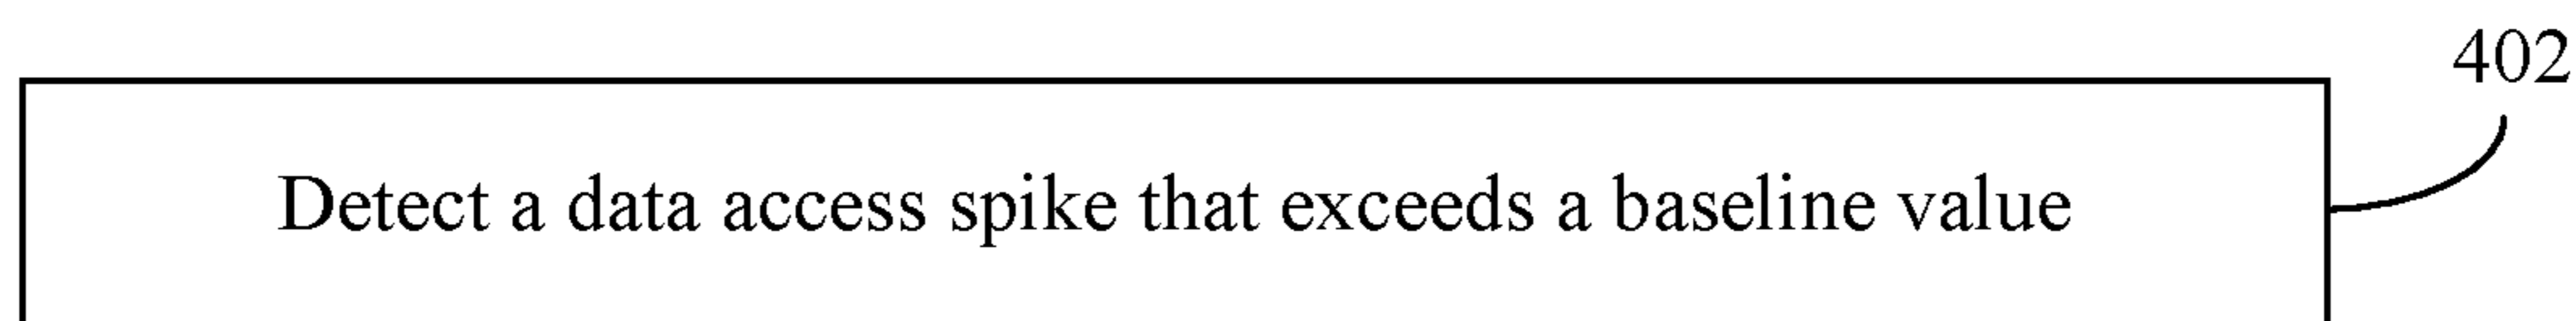 402
Detect a data access spike that exceeds a baseline value